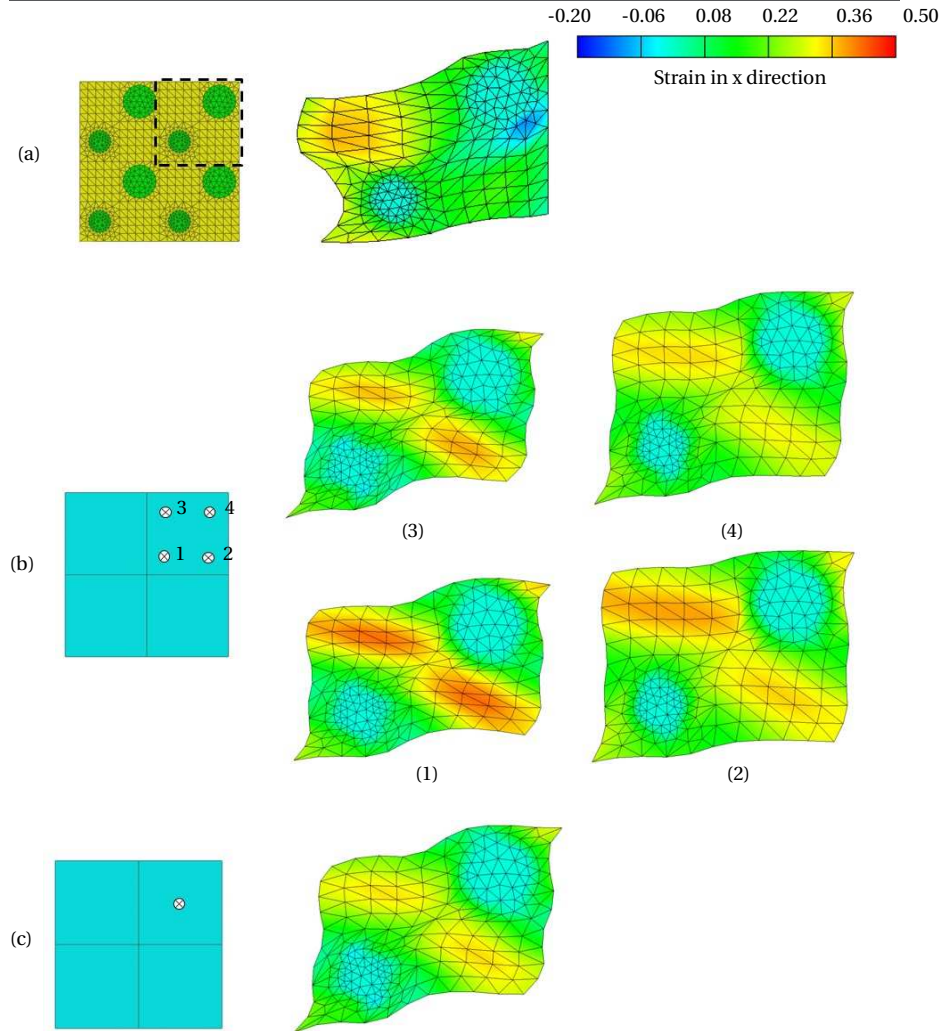 -0.20 -0.06 0.08 0.22 0.36 0.50
Strain in x direction
(a)
(3) (4)
3 4
1 2
(b)
(1) (2)
(c)